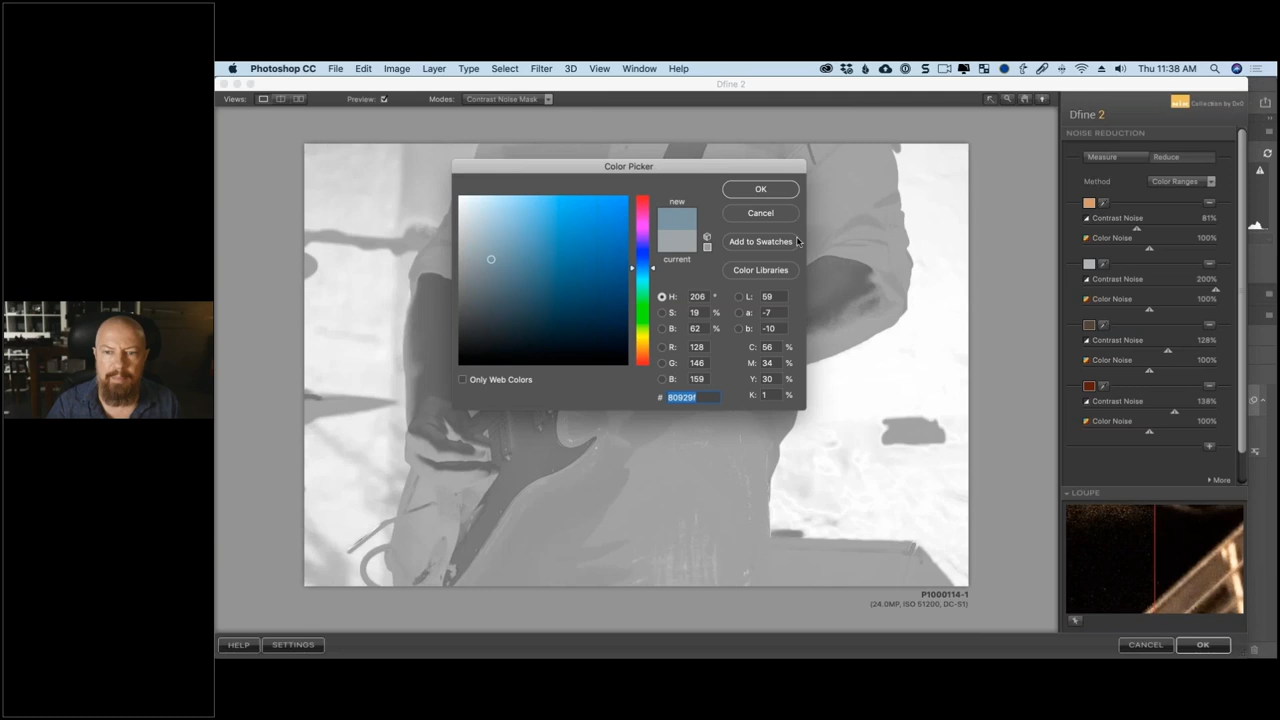 Photoshop CC File Edit Image Layer Type Select Filter 3D View Window Help Thu 11:38 AM
Dfine 2
Views: Preview: Modes: Contrast Noise Mask
Collection by DxO
Dfine 2
NOISE REDUCTION
Measure Reduce
Method Color Ranges
Contrast Noise 81%
Color Noise 100%
Contrast Noise 200%
Color Noise 100%
Contrast Noise 128%
Color Noise 100%
Contrast Noise 138%
Color Noise 100%
More
LOUPE
Color Picker
new
current
OK
Cancel
Add to Swatches
Color Libraries
H: 206 ° L: 59
S: 19 % a: -7
B: 62 % b: -10
R: 128 C: 56 %
G: 146 M: 34 %
B: 159 Y: 30 %
# 80929f K: 1 %
Only Web Colors
P1000114-1
(24.0MP, ISO 51200, DC-S1)
HELP SETTINGS CANCEL OK